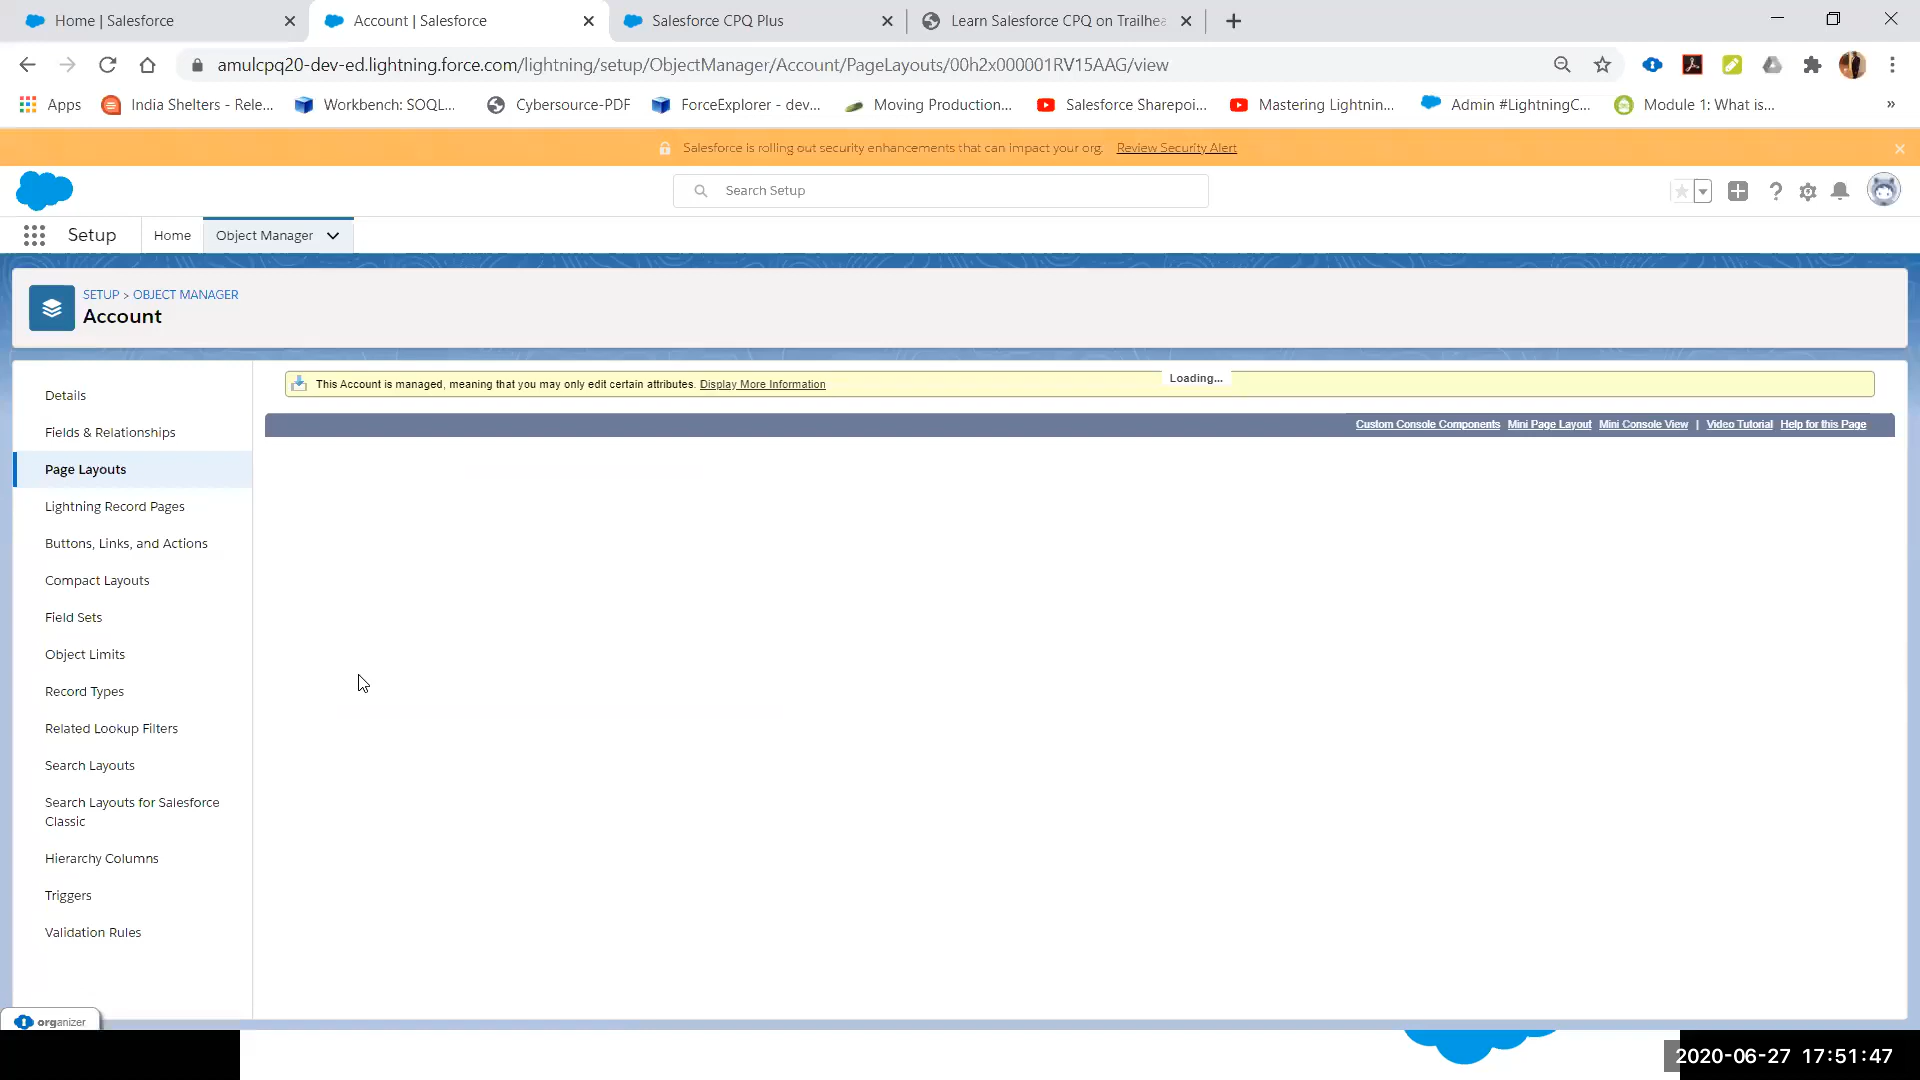 Home | Salesforce
Account | Salesforce
Salesforce CPQ Plus
Learn Salesforce CPQ on Trailhea
amulcpq20-dev-ed.lightning.force.com/lightning/setup/ObjectManager/Account/PageLayouts/00h2x000001RV15AAG/view
Apps
India Shelters - Rele...
Workbench: SOQL...
Cybersource-PDF
ForceExplorer - dev...
Moving Production...
Salesforce Sharepoi...
Mastering Lightnin...
Admin #LightningC...
Module 1: What is...
»
Salesforce is rolling out security enhancements that can impact your org. Review Security Alert
Search Setup
Setup
Home
Object Manager
SETUP > OBJECT MANAGER
Account
Details
Fields & Relationships
Page Layouts
Lightning Record Pages
Buttons, Links, and Actions
Compact Layouts
Field Sets
Object Limits
Record Types
Related Lookup Filters
Search Layouts
Search Layouts for Salesforce
Classic
Hierarchy Columns
Triggers
Validation Rules
This Account is managed, meaning that you may only edit certain attributes. Display More Information
Loading...
Custom Console Components Mini Page Layout Mini Console View | Video Tutorial Help for this Page
organizer
2020-06-27 17:51:47